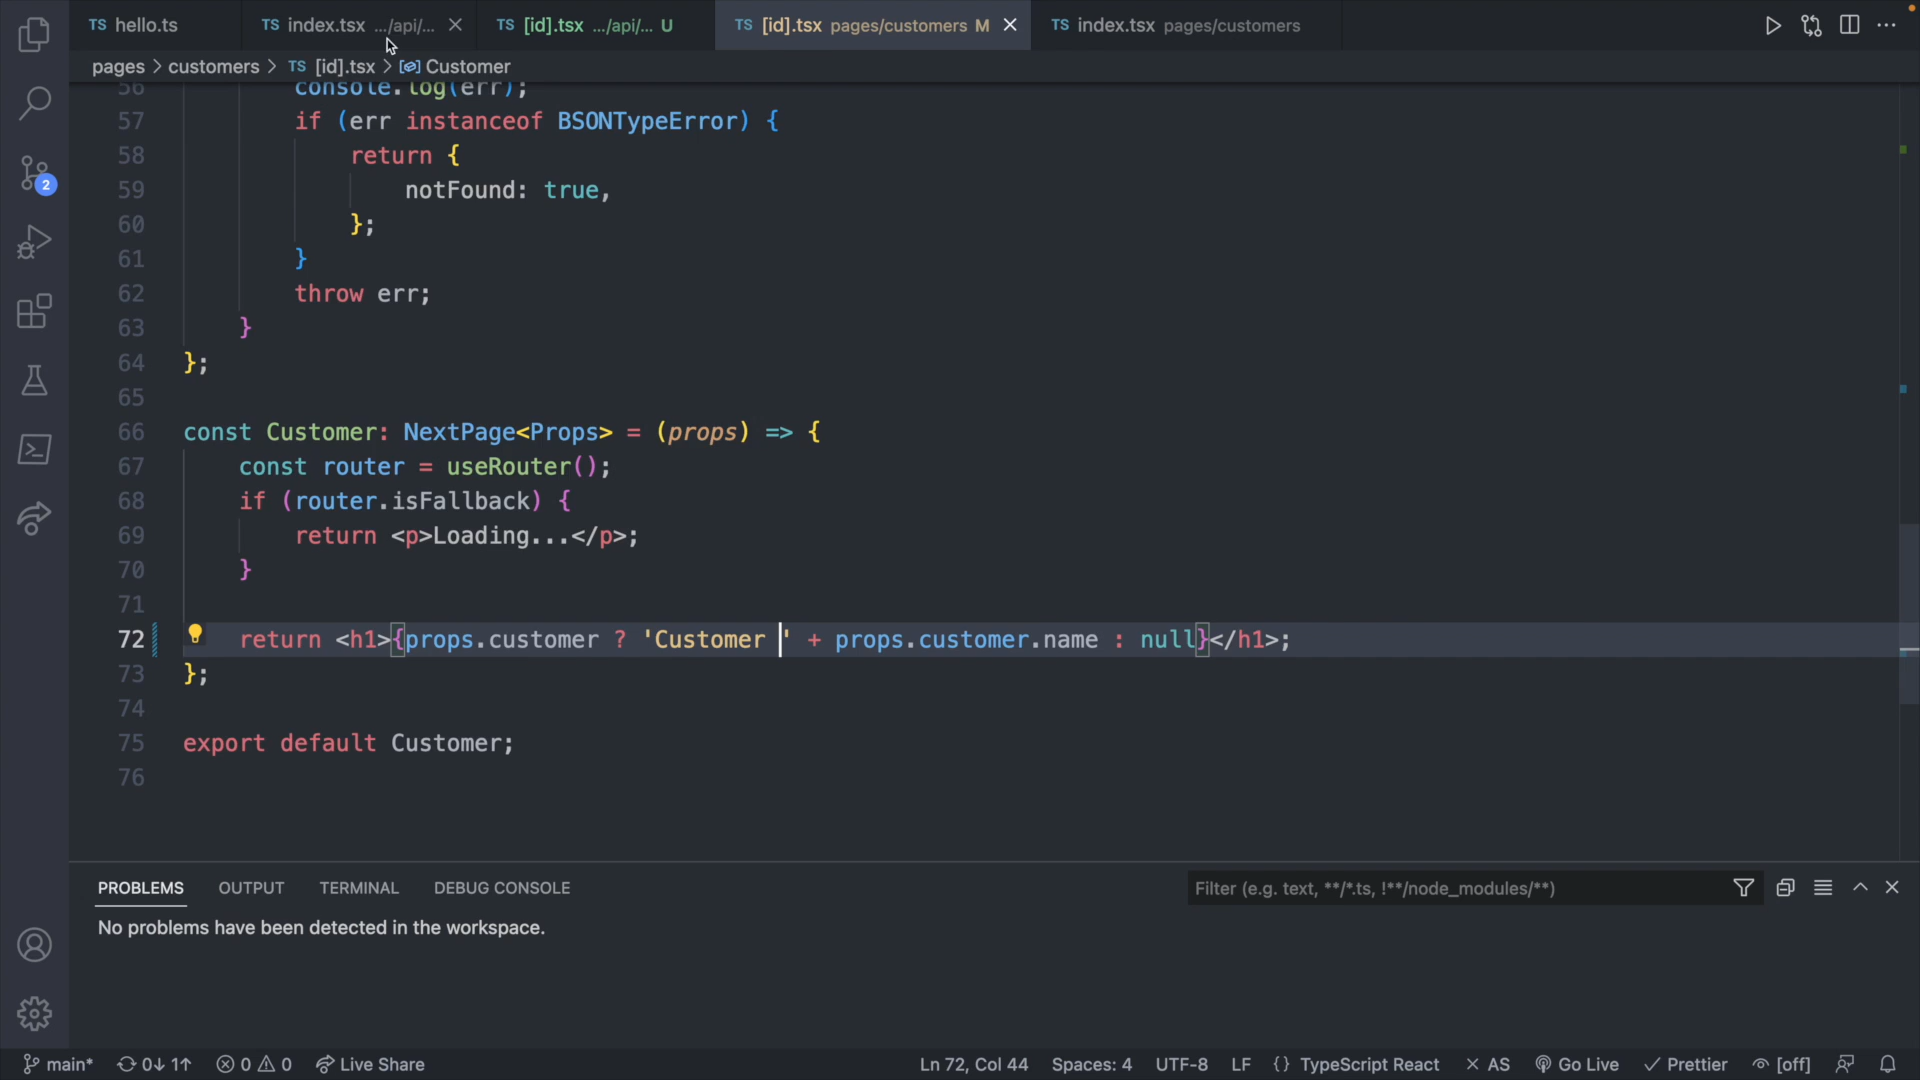 TS hello.ts
TS index.tsx .../api/...
TS [id].tsx .../api/... U
TS [id].tsx pages/customers M
TS index.tsx pages/customers
pages > customers > TS [id].tsx > Customer
56 console.log(err);
57 if (err instanceof BSONTypeError) {
58 return {
59 notFound: true,
60 };
61 }
62 throw err;
63 }
64 };
65
66 const Customer: NextPage<Props> = (props) => {
67 const router = useRouter();
68 if (router.isFallback) {
69 return <p>Loading...</p>;
70 }
71
72 return <h1>{props.customer ? 'Customer ' + props.customer.name : null}</h1>;
73 };
74
75 export default Customer;
76
2
PROBLEMS OUTPUT TERMINAL DEBUG CONSOLE
Filter (e.g. text, **/*.ts, !**/node_modules/**)
No problems have been detected in the workspace.
main* 0↓ 1↑ 0 0 Live Share Ln 72, Col 44 Spaces: 4 UTF-8 LF {} TypeScript React × AS Go Live ✓ Prettier [off]